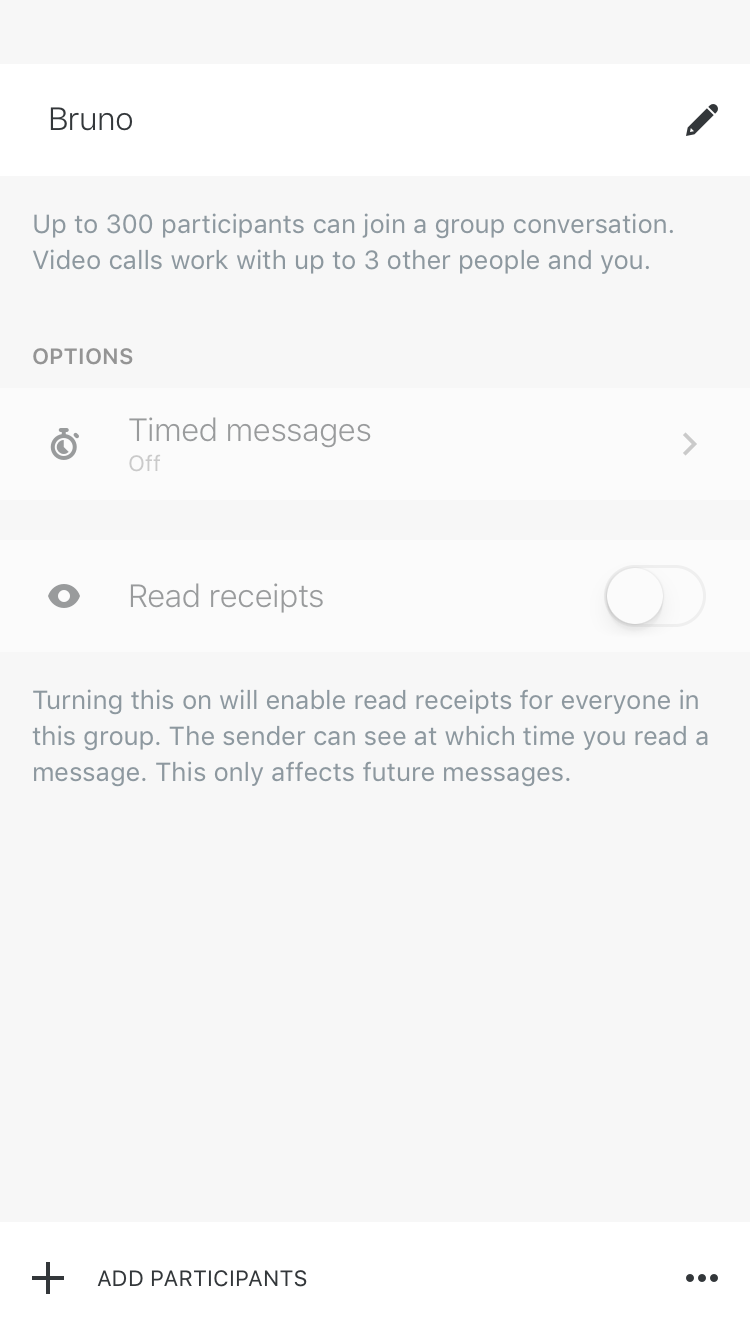 Bruno
Up to 300 participants can join a group conversation.
Video calls work with up to 3 other people and you.
OPTIONS
Timed messages
Off
Read receipts
Turning this on will enable read receipts for everyone in
this group. The sender can see at which time you read a
message. This only affects future messages.
ADD PARTICIPANTS